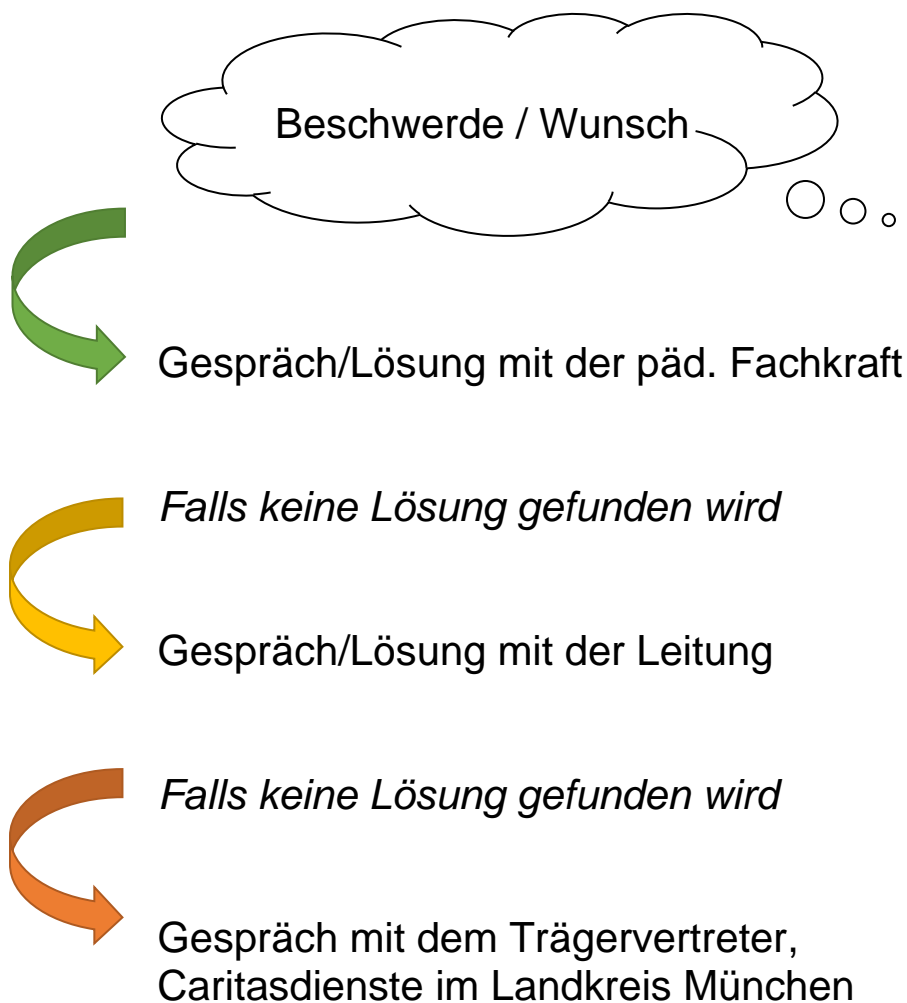 Beschwerde / Wunsch
Gespräch/Lösung mit der päd. Fachkraft
Falls keine Lösung gefunden wird
Gespräch/Lösung mit der Leitung
Falls keine Lösung gefunden wird
Gespräch mit dem Trägervertreter,
Caritasdienste im Landkreis München